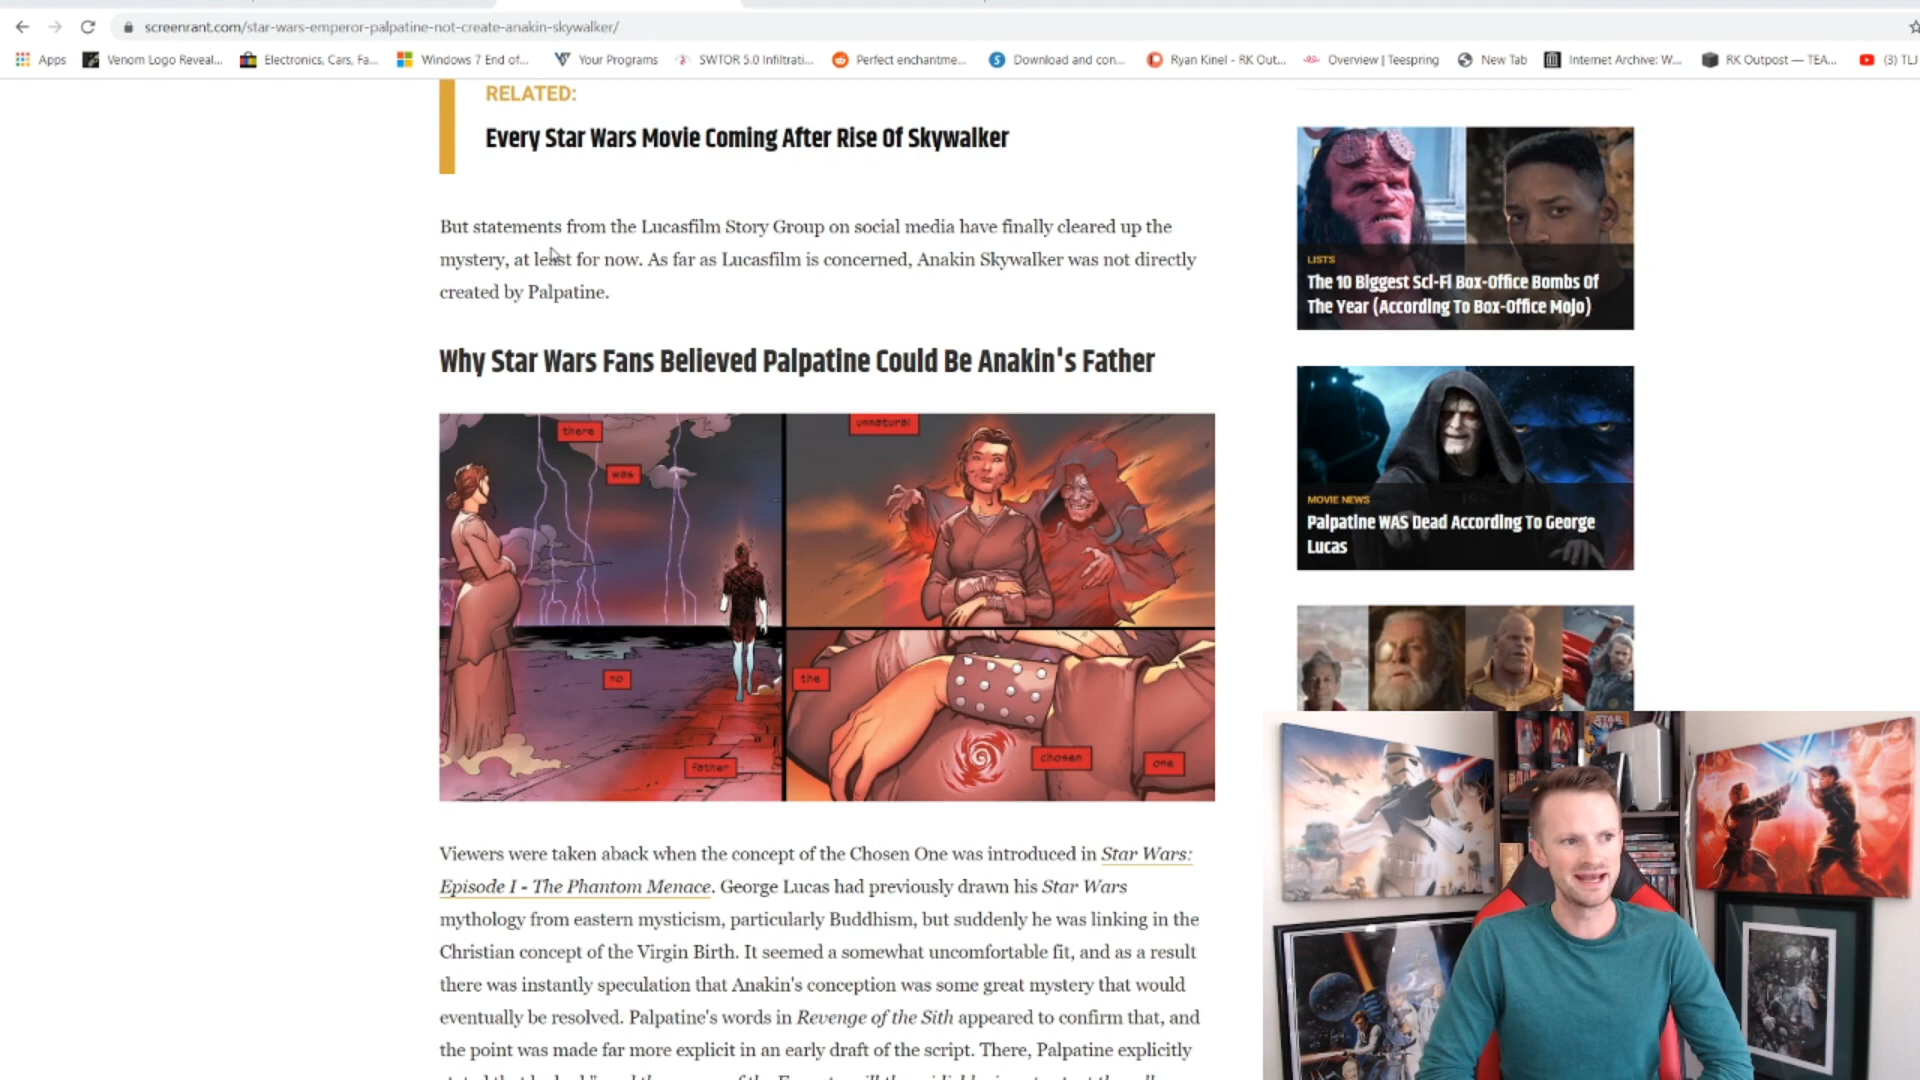 screenrant.com/star-wars-emperor-palpatine-not-create-anakin-skywalker/
Apps
Venom Logo Reveal...
Electronics, Cars, Fa...
Windows 7 End of...
Your Programs
SWTOR 5.0 Infiltrati...
Perfect enchantme...
Download and con...
Ryan Kinel - RK Out...
Overview | Teespring
New Tab
Internet Archive: W...
RK Outpost — TEA...
(3) TLJ
RELATED:
Every Star Wars Movie Coming After Rise Of Skywalker
But statements from the Lucasfilm Story Group on social media have finally cleared up the
mystery, at least for now. As far as Lucasfilm is concerned, Anakin Skywalker was not directly
created by Palpatine.
Why Star Wars Fans Believed Palpatine Could Be Anakin's Father
there
was
no
father
unnatural
the
chosen
one
Viewers were taken aback when the concept of the Chosen One was introduced in Star Wars:
Episode I - The Phantom Menace. George Lucas had previously drawn his Star Wars
mythology from eastern mysticism, particularly Buddhism, but suddenly he was linking in the
Christian concept of the Virgin Birth. It seemed a somewhat uncomfortable fit, and as a result
there was instantly speculation that Anakin's conception was some great mystery that would
eventually be resolved. Palpatine's words in Revenge of the Sith appeared to confirm that, and
the point was made far more explicit in an early draft of the script. There, Palpatine explicitly
LISTS
The 10 Biggest Sci-Fi Box-Office Bombs Of
The Year (According To Box-Office Mojo)
MOVIE NEWS
Palpatine WAS Dead According To George
Lucas